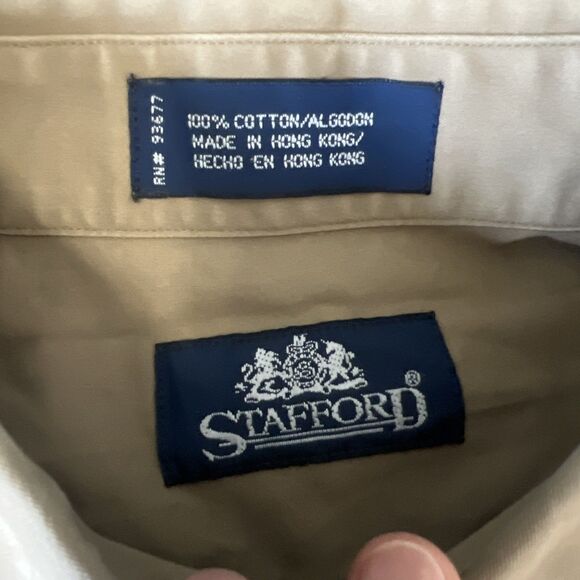 RN# 93677
100% COTTON/ALGODON
MADE IN HONG KONG/
HECHO EN HONG KONG
STAFFORD®